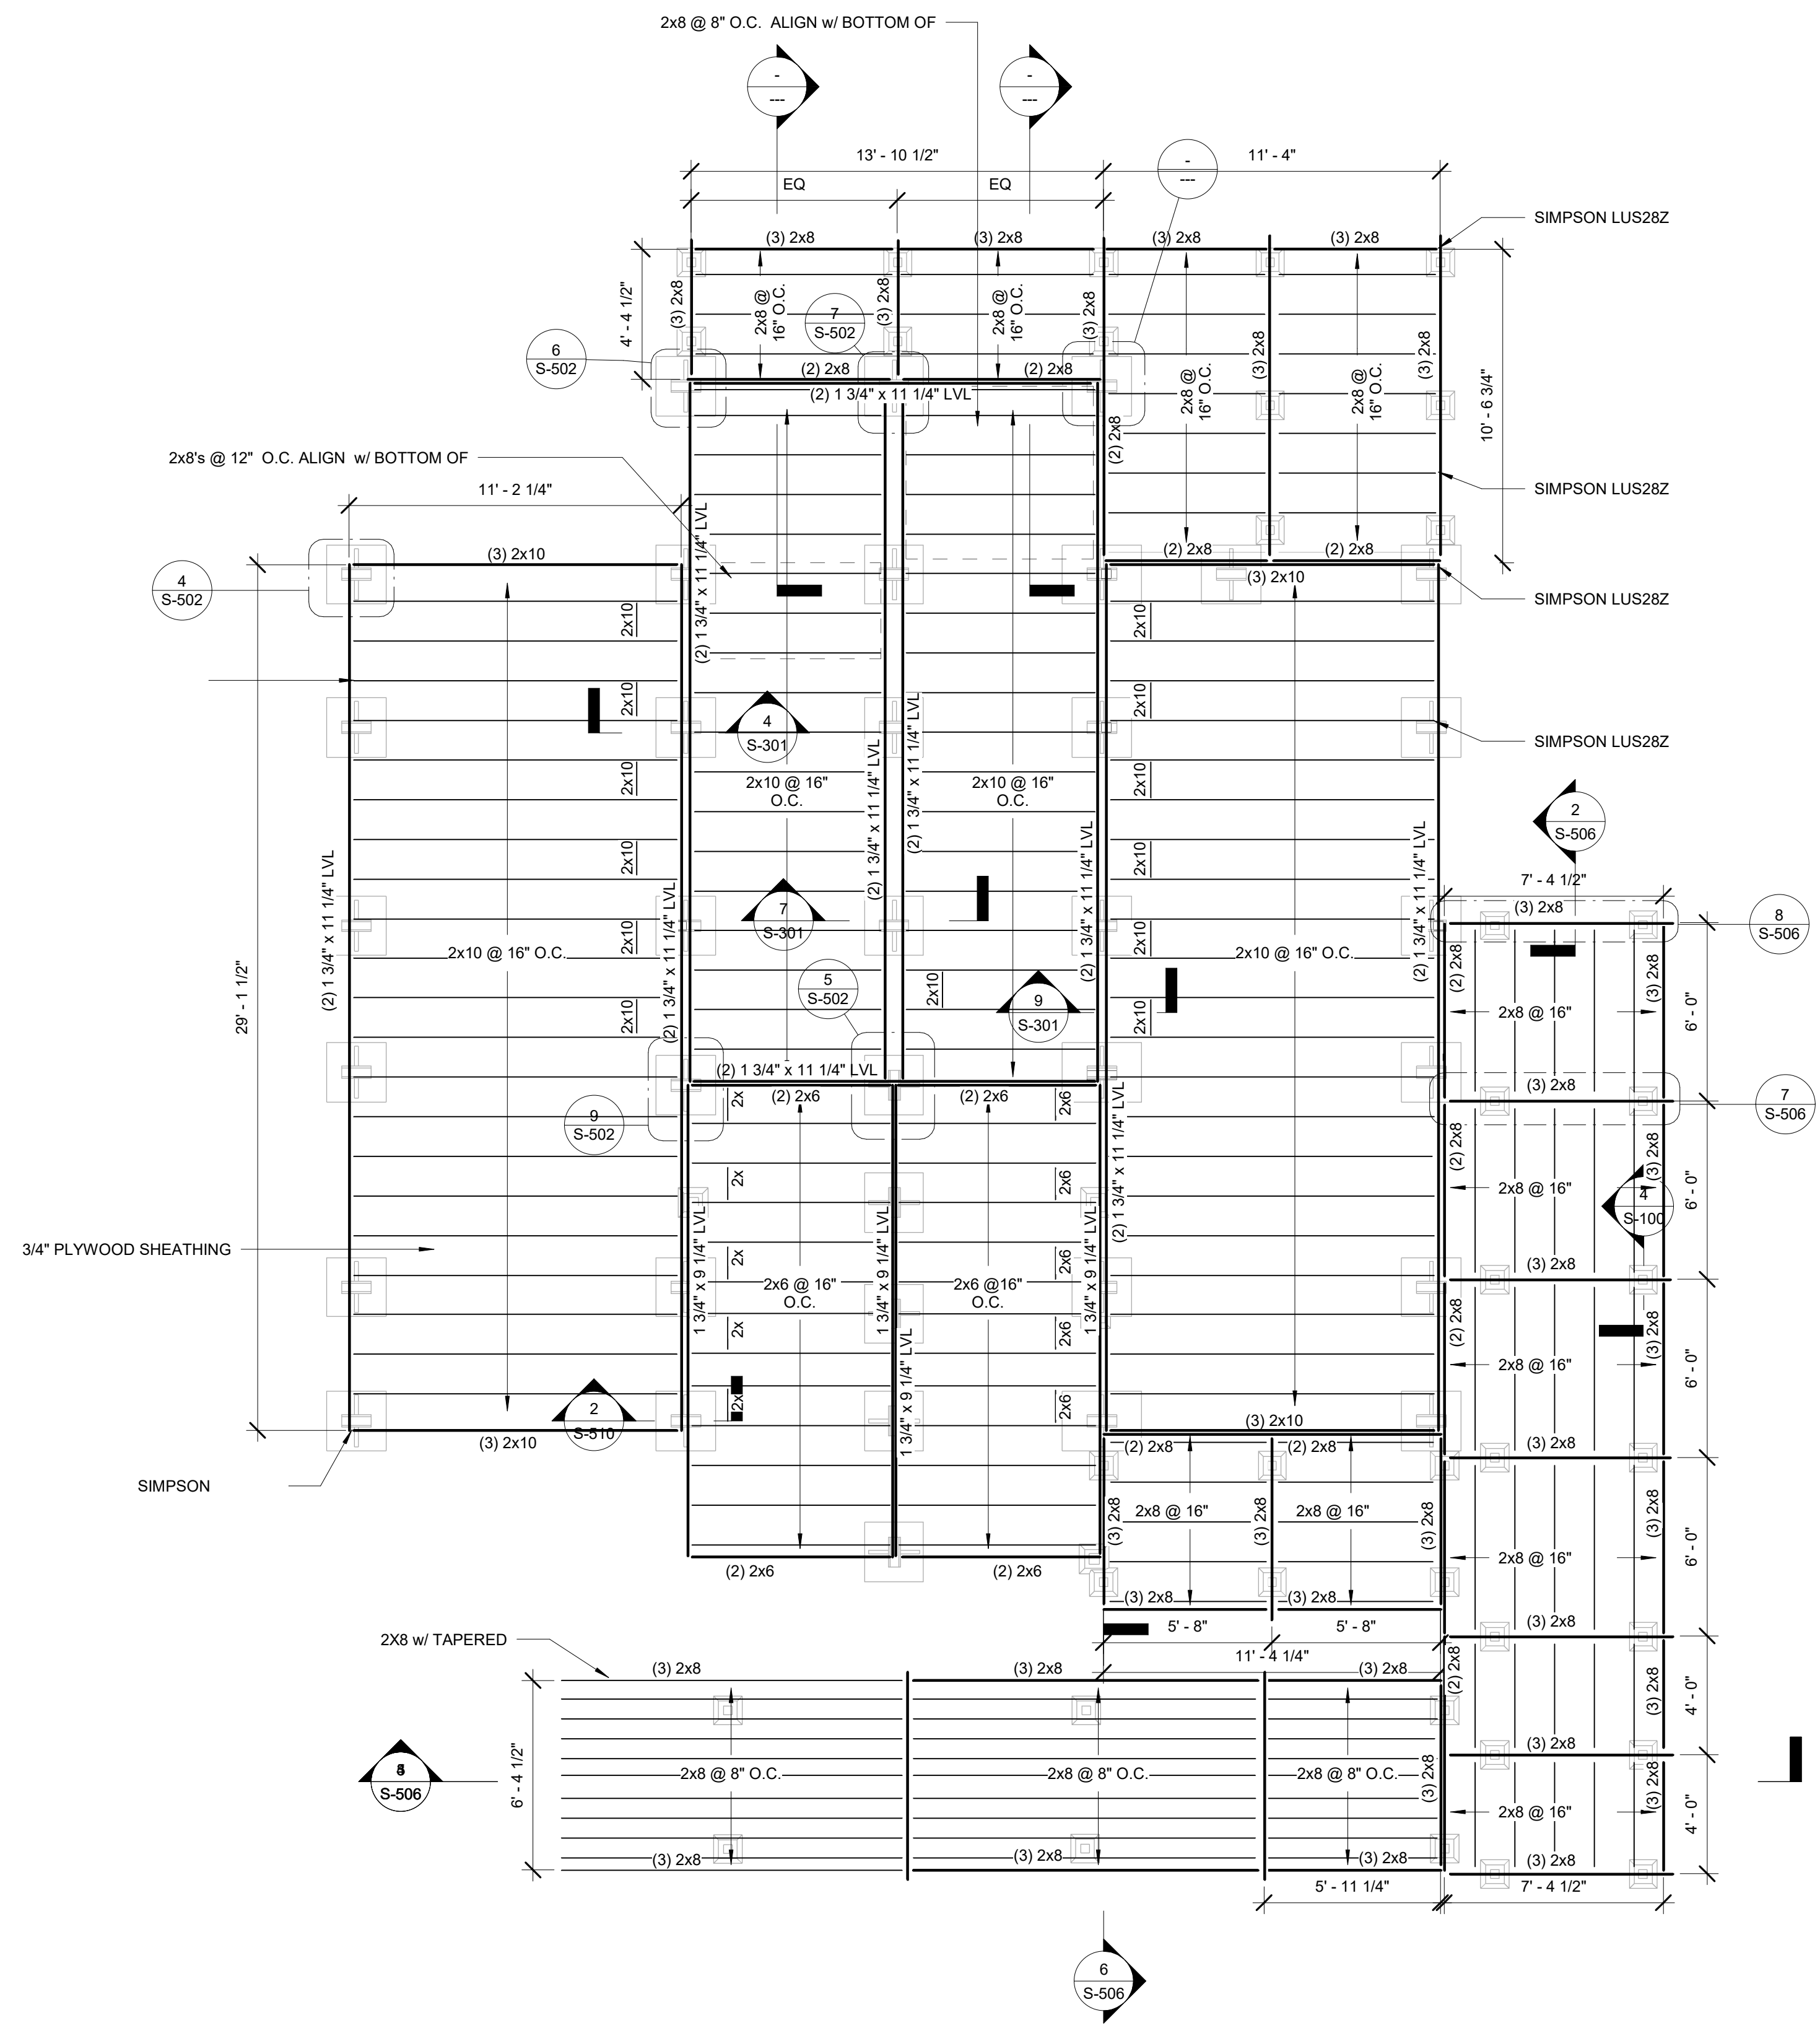 2x8 @ 8" O.C. ALIGN w/ BOTTOM OF
-
---
-
---
13' - 10 1/2"
11' - 4"
-
---
EQ
EQ
SIMPSON LUS28Z
(3) 2x8
(3) 2x8
(3) 2x8
(3) 2x8
4' - 4 1/2"
(3) 2x8
2x8 @
16" O.C.
(3) 2x8
2x8 @
16" O.C.
(3) 2x8
7
S-502
6
S-502
2x8 @
16" O.C.
(3) 2x8
2x8 @
16" O.C.
(3) 2x8
10' - 6 3/4"
(2) 2x8
(2) 2x8
(2) 1 3/4" x 11 1/4" LVL
(2) 2x8
2x8's @ 12" O.C. ALIGN w/ BOTTOM OF
11' - 2 1/4"
SIMPSON LUS28Z
(2) 1 3/4" x 11 1/4" LVL
(3) 2x10
(2) 2x8
(2) 2x8
(3) 2x10
4
S-502
SIMPSON LUS28Z
2x10
2x10
2x10
2x10
4
S-301
SIMPSON LUS28Z
2x10
2x10 @ 16"
O.C.
2x10 @ 16"
O.C.
2x10
(2) 1 3/4" x 11 1/4" LVL
(2) 1 3/4" x 11 1/4" LVL
2
S-506
2x10
2x10
7' - 4 1/2"
(2) 1 3/4" x 11 1/4" LVL
(2) 1 3/4" x 11 1/4" LVL
(2) 1 3/4" x 11 1/4" LVL
(2) 1 3/4" x 11 1/4" LVL
7
S-301
(3) 2x8
8
S-506
2x10 @ 16" O.C.
2x10
2x10
2x10 @ 16" O.C.
(2) 2x8
(3) 2x8
29' - 1 1/2"
5
S-502
2x10
9
S-301
2x10
2x10
2x8 @ 16"
6' - 0"
(2) 1 3/4" x 11 1/4" LVL
2x
(2) 2x6
(2) 2x6
2x6
(3) 2x8
7
S-506
9
S-502
(2) 1 3/4" x 11 1/4" LVL
2x
2x6
(2) 2x8
(3) 2x8
2x8 @ 16"
6' - 0"
4
S-100
3/4" PLYWOOD SHEATHING
2x
2x6
(3) 2x8
1 3/4" x 9 1/4" LVL
2x6 @ 16"
O.C.
1 3/4" x 9 1/4" LVL
2x6 @16"
O.C.
1 3/4" x 9 1/4" LVL
2x
2x6
(2) 2x8
(3) 2x8
2x8 @ 16"
6' - 0"
1 3/4" x 9 1/4" LVL
2x
2x6
2
S-510
(3) 2x10
(3) 2x10
(2) 2x8
(2) 2x8
(3) 2x8
SIMPSON
(3) 2x8
2x8 @ 16"
(3) 2x8
2x8 @ 16"
(3) 2x8
(3) 2x8
2x8 @ 16"
6' - 0"
(2) 2x6
(2) 2x6
(3) 2x8
(3) 2x8
5' - 8"
5' - 8"
(3) 2x8
2X8 w/ TAPERED
11' - 4 1/4"
(3) 2x8
(3) 2x8
(3) 2x8
(2) 2x8
(3) 2x8
4' - 0"
(3) 2x8
6' - 4 1/2"
S-506
2x8 @ 8" O.C.
2x8 @ 8" O.C.
2x8 @ 8" O.C.
(3) 2x8
(3) 2x8
2x8 @ 16"
4' - 0"
(3) 2x8
(3) 2x8
(3) 2x8
(3) 2x8
5' - 11 1/4"
7' - 4 1/2"
6
S-506